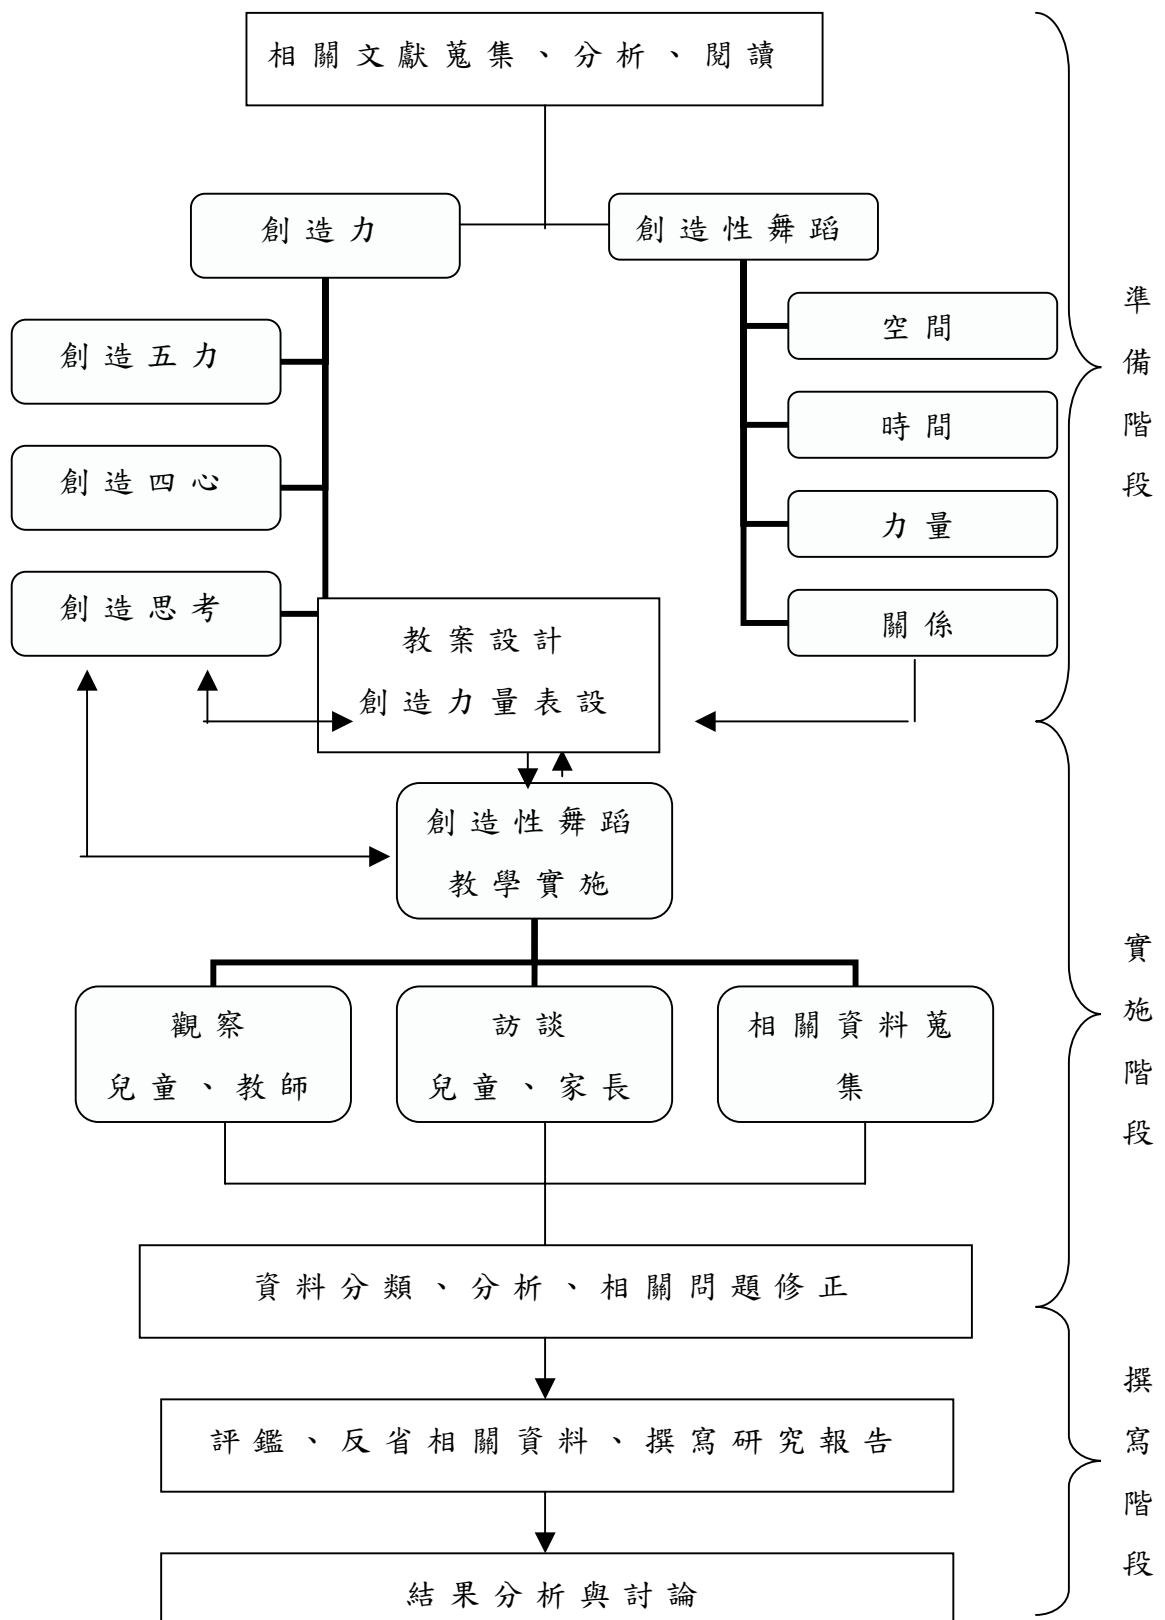 相關文獻蒐集、分析、閱讀
創造力
創造性舞蹈
創造五力
創造四心
創造思考
空間
時間
力量
關係
準備階段
教案設計
創造力量表設
創造性舞蹈
教學實施
觀察
兒童、教師
訪談
兒童、家長
相關資料蒐
集
實施階段
資料分類、分析、相關問題修正
評鑑、反省相關資料、撰寫研究報告
結果分析與討論
撰寫階段